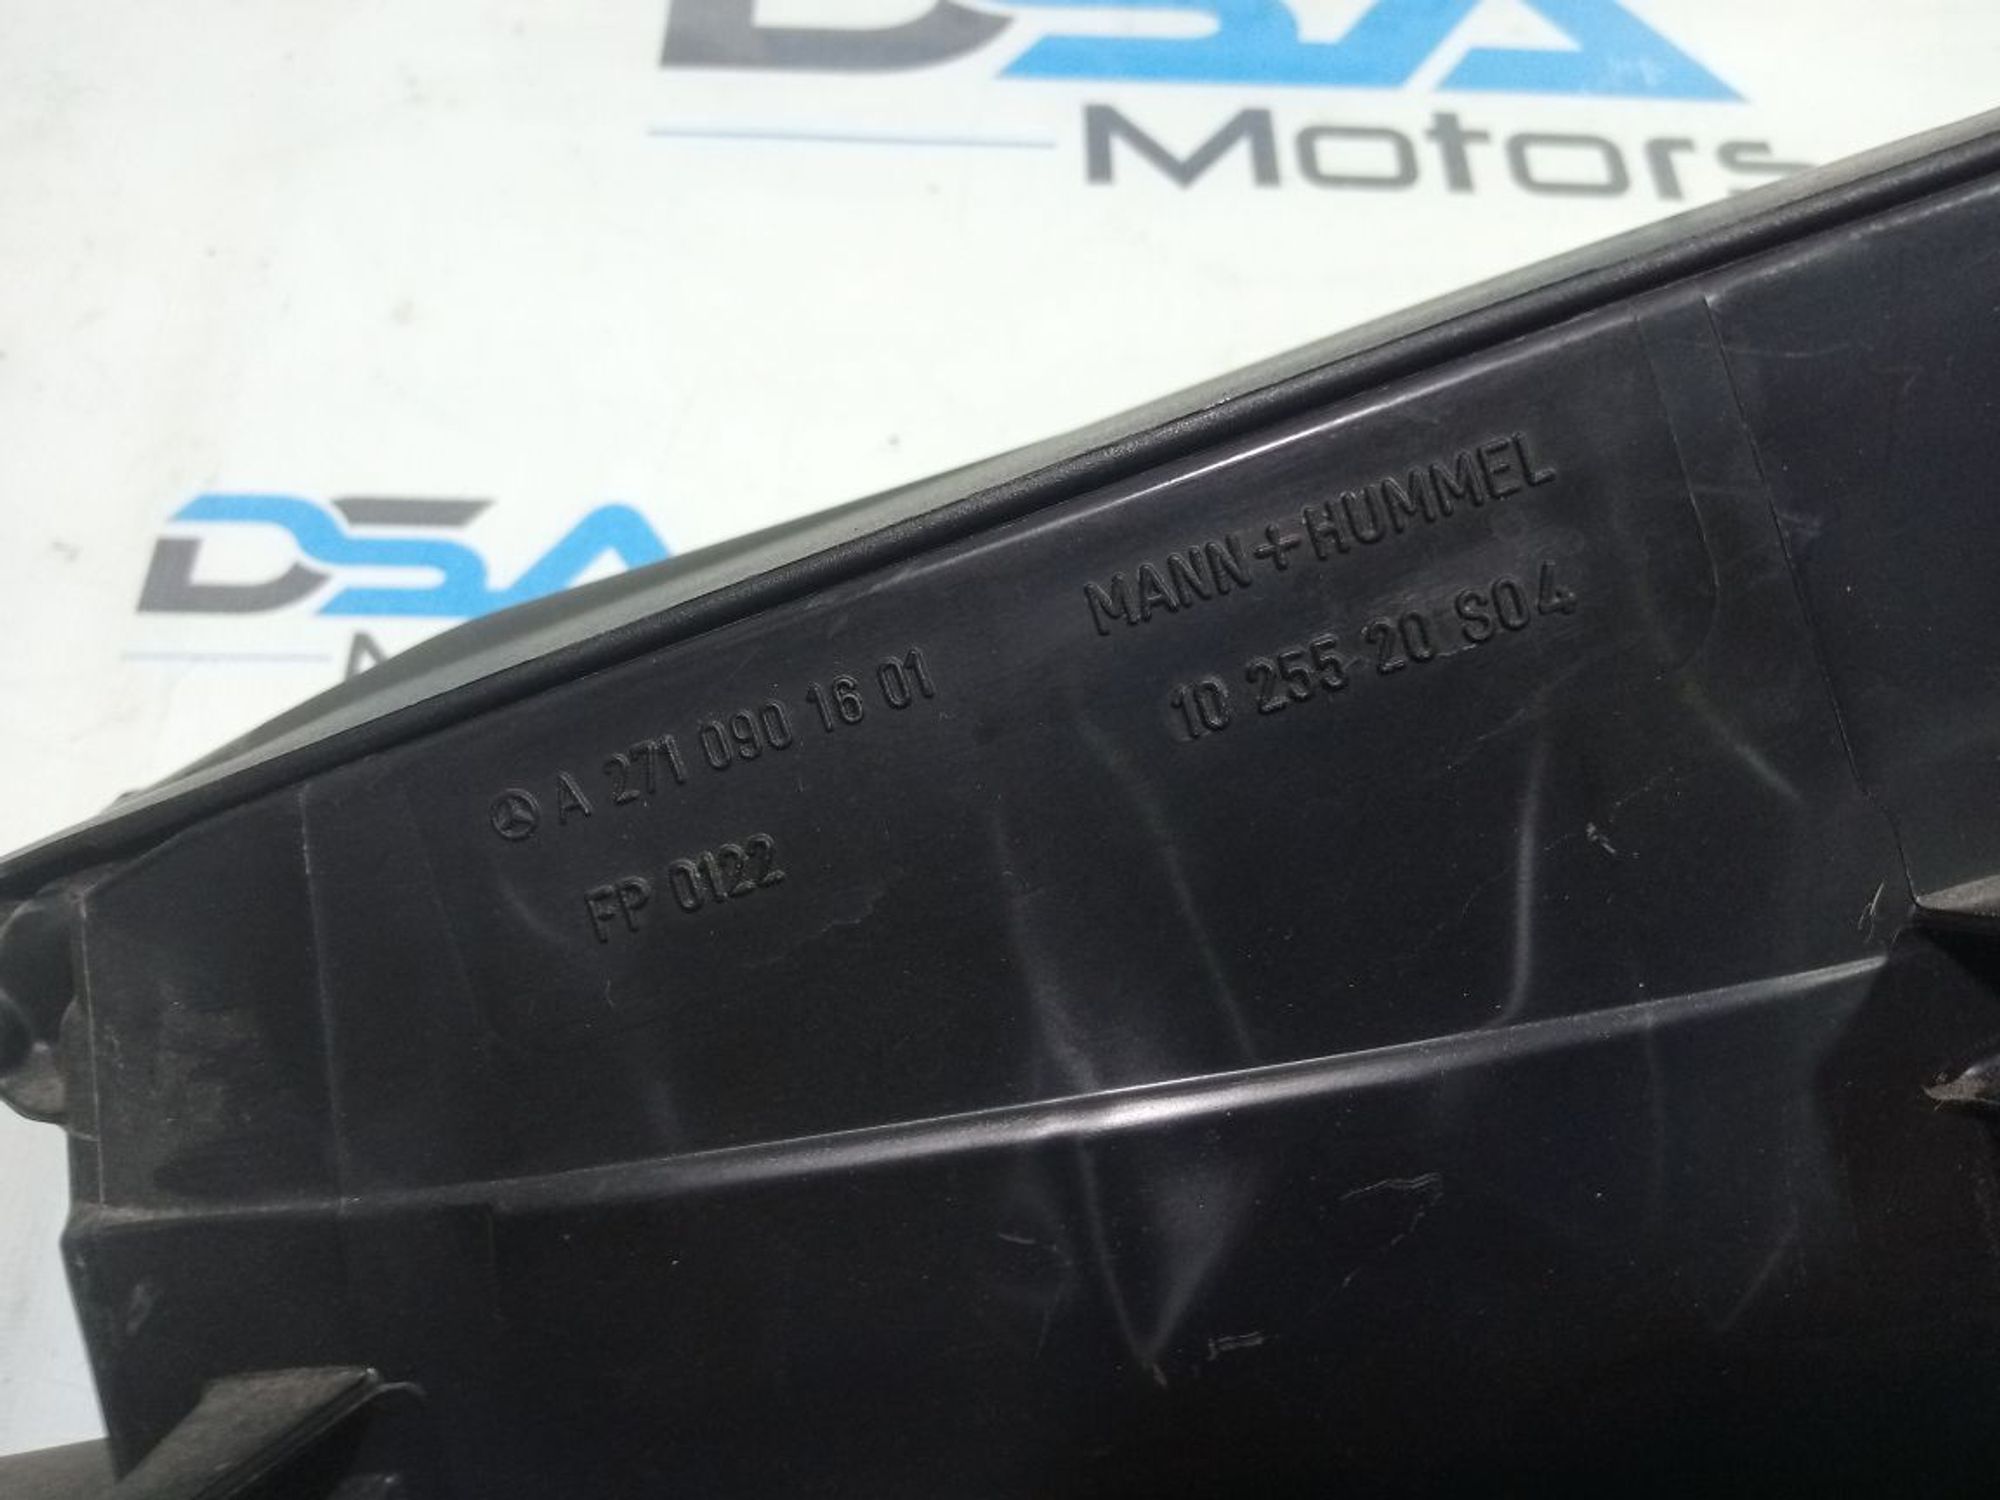 DSA
Motors
DSA
MANN+HUMMEL
10 255 20 S04
A 271 090 16 01
FP 0122